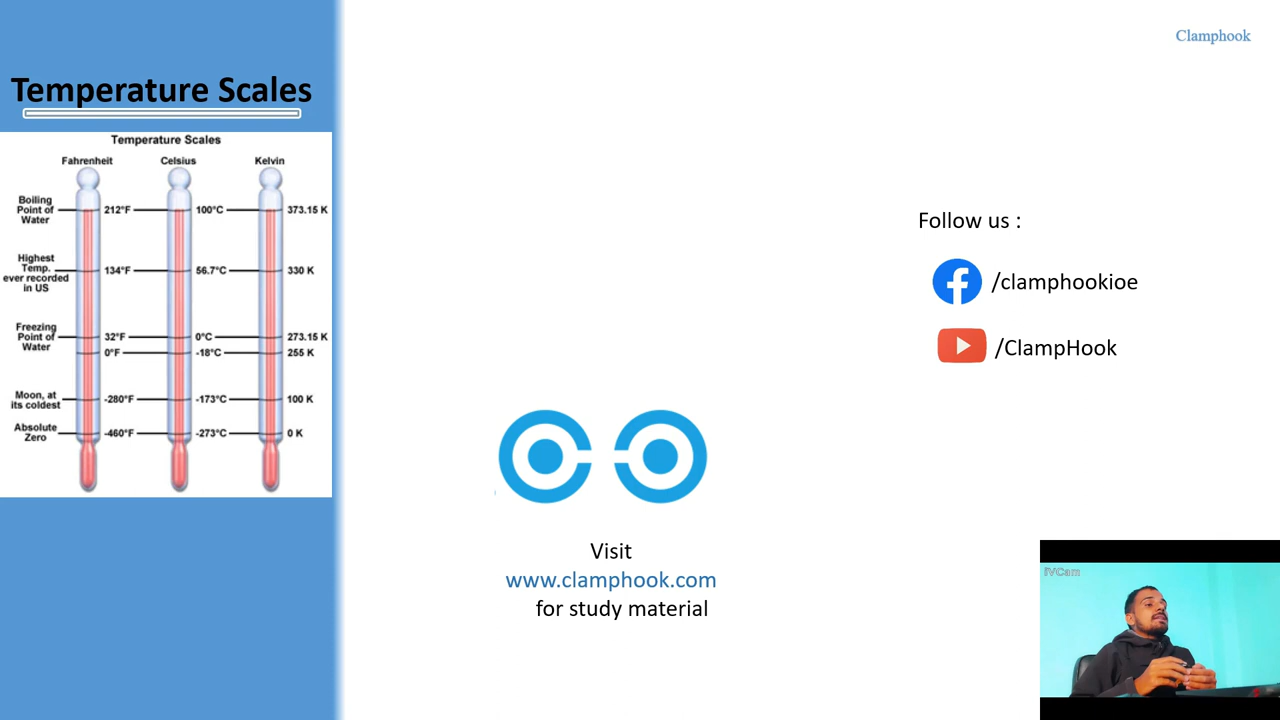 Clamphook
Temperature Scales
Temperature Scales
Fahrenheit Celsius Kelvin
Boiling
Point of
Water
212°F 100°C 373.15 K
Highest
Temp.
ever recorded
in US
134°F 56.7°C 330 K
Freezing
Point of
Water
32°F 0°C 273.15 K
0°F -18°C 255 K
Moon, at
its coldest
-280°F -173°C 100 K
Absolute
Zero
-460°F -273°C 0 K
Follow us :
/clamphookioe
/ClampHook
Visit
www.clamphook.com
for study material
iVCam